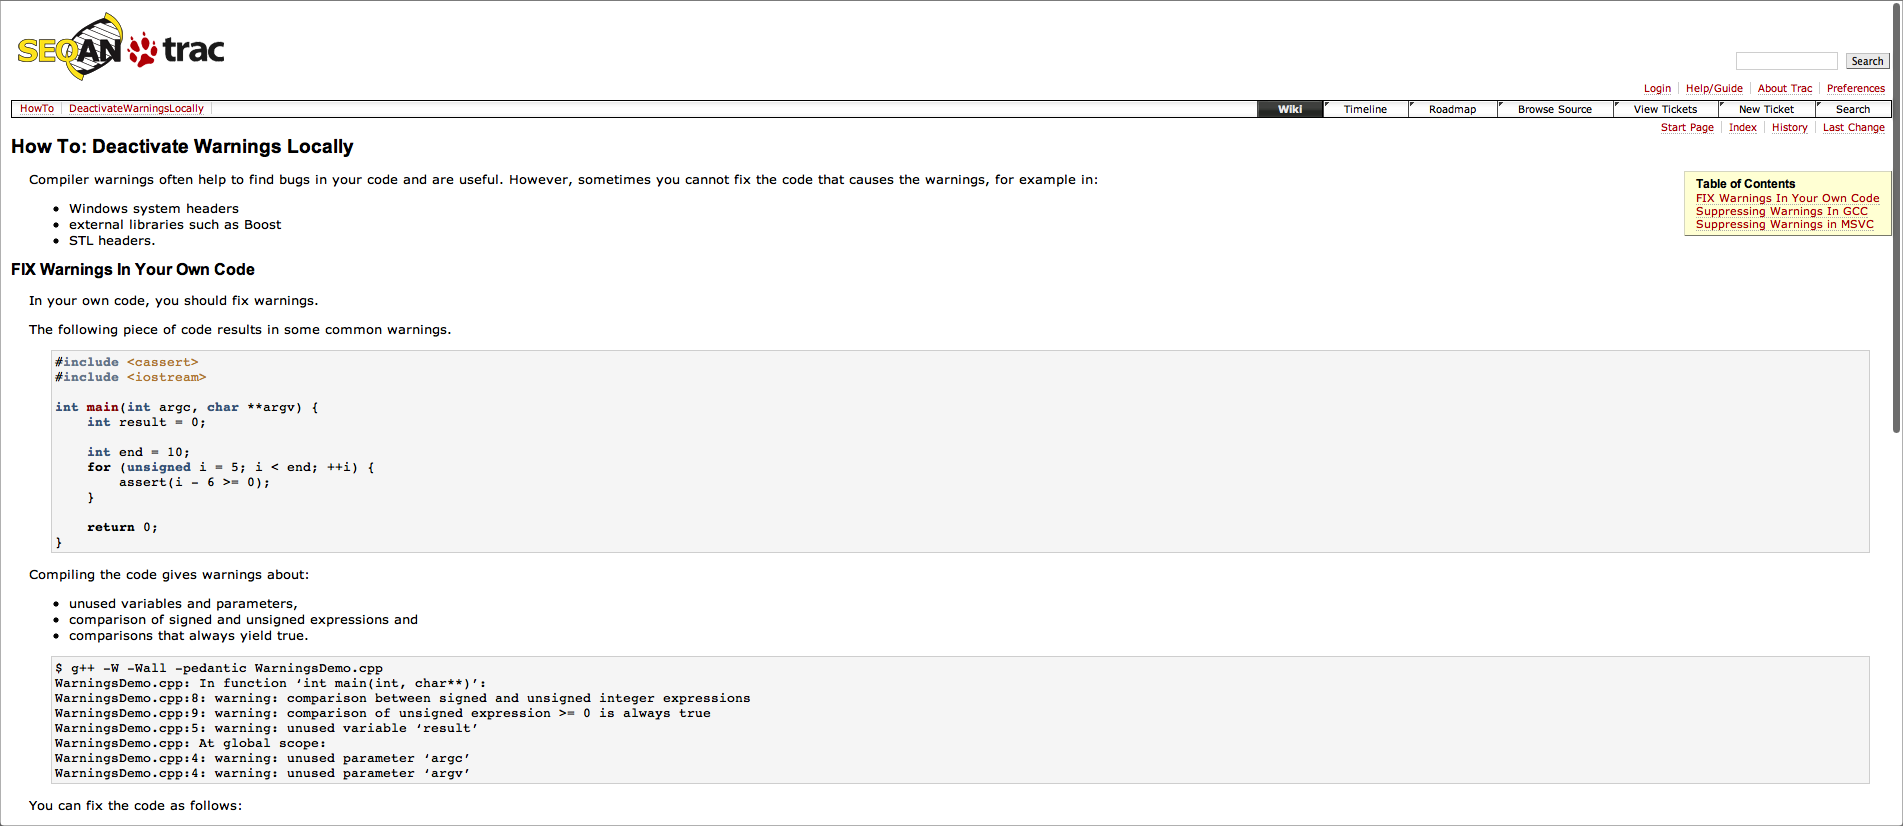 SEQAN trac
Search
Login Help/Guide About Trac Preferences
HowTo DeactivateWarningsLocally Wiki Timeline Roadmap Browse Source View Tickets New Ticket Search
Start Page Index History Last Change
How To: Deactivate Warnings Locally
Compiler warnings often help to find bugs in your code and are useful. However, sometimes you cannot fix the code that causes the warnings, for example in:
• Windows system headers
• external libraries such as Boost
• STL headers.
Table of Contents
FIX Warnings In Your Own Code
Suppressing Warnings In GCC
Suppressing Warnings in MSVC
FIX Warnings In Your Own Code
In your own code, you should fix warnings.
The following piece of code results in some common warnings.
#include <cassert>
#include <iostream>
int main(int argc, char **argv) {
    int result = 0;
    int end = 10;
    for (unsigned i = 5; i < end; ++i) {
        assert(i - 6 >= 0);
    }
    return 0;
}
Compiling the code gives warnings about:
• unused variables and parameters,
• comparison of signed and unsigned expressions and
• comparisons that always yield true.
$ g++ -W -Wall -pedantic WarningsDemo.cpp
WarningsDemo.cpp: In function ‘int main(int, char**)’:
WarningsDemo.cpp:8: warning: comparison between signed and unsigned integer expressions
WarningsDemo.cpp:9: warning: comparison of unsigned expression >= 0 is always true
WarningsDemo.cpp:5: warning: unused variable ‘result’
WarningsDemo.cpp: At global scope:
WarningsDemo.cpp:4: warning: unused parameter ‘argc’
WarningsDemo.cpp:4: warning: unused parameter ‘argv’
You can fix the code as follows: